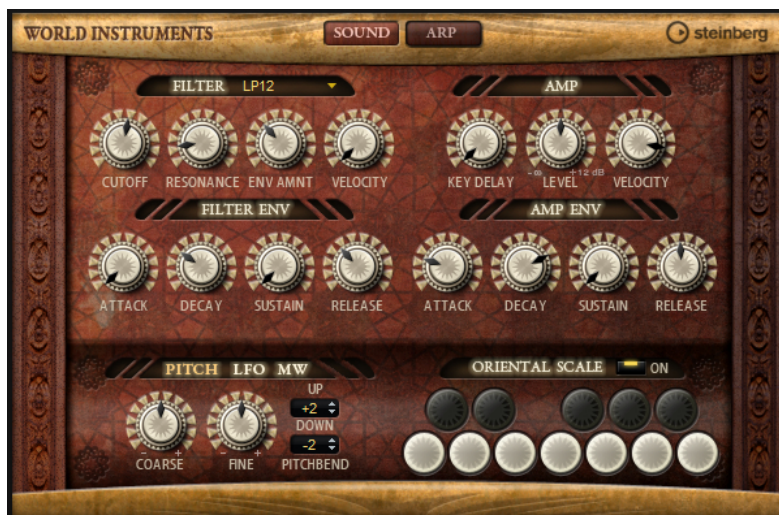 WORLD INSTRUMENTS SOUND ARP steinberg
FILTER LP12 AMP
CUTOFF RESONANCE ENV AMNT VELOCITY KEY DELAY -∞ LEVEL +12 dB VELOCITY
FILTER ENV AMP ENV
ATTACK DECAY SUSTAIN RELEASE ATTACK DECAY SUSTAIN RELEASE
PITCH LFO MW ORIENTAL SCALE ON
UP
+2
DOWN
-2
- + - +
COARSE FINE PITCHBEND